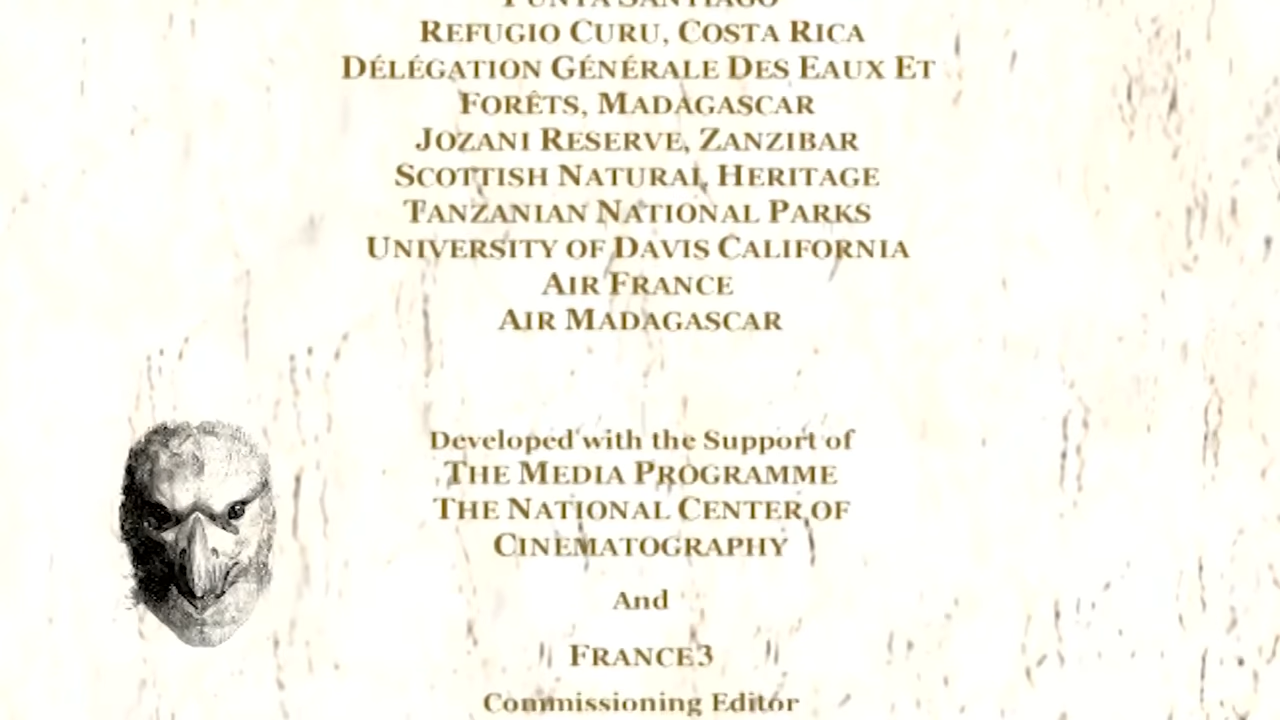 PUNTA SANTIAGO
REFUGIO CURU, COSTA RICA
DÉLÉGATION GÉNÉRALE DES EAUX ET
FORÊTS, MADAGASCAR
JOZANI RESERVE, ZANZIBAR
SCOTTISH NATURAL HERITAGE
TANZANIAN NATIONAL PARKS
UNIVERSITY OF DAVIS CALIFORNIA
AIR FRANCE
AIR MADAGASCAR
Developed with the Support of
THE MEDIA PROGRAMME
THE NATIONAL CENTER OF
CINEMATOGRAPHY
And
FRANCE3
Commissioning Editor